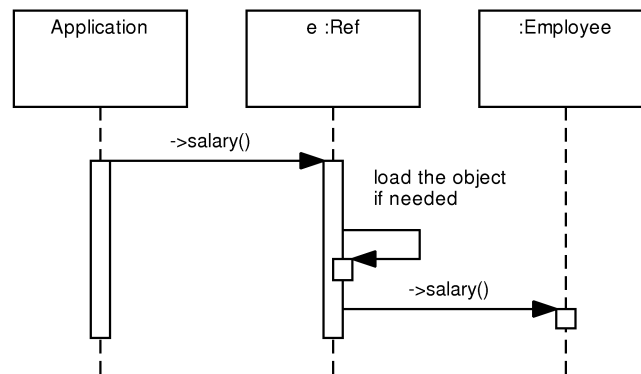 Application
e :Ref
:Employee
->salary()
load the object
if needed
->salary()